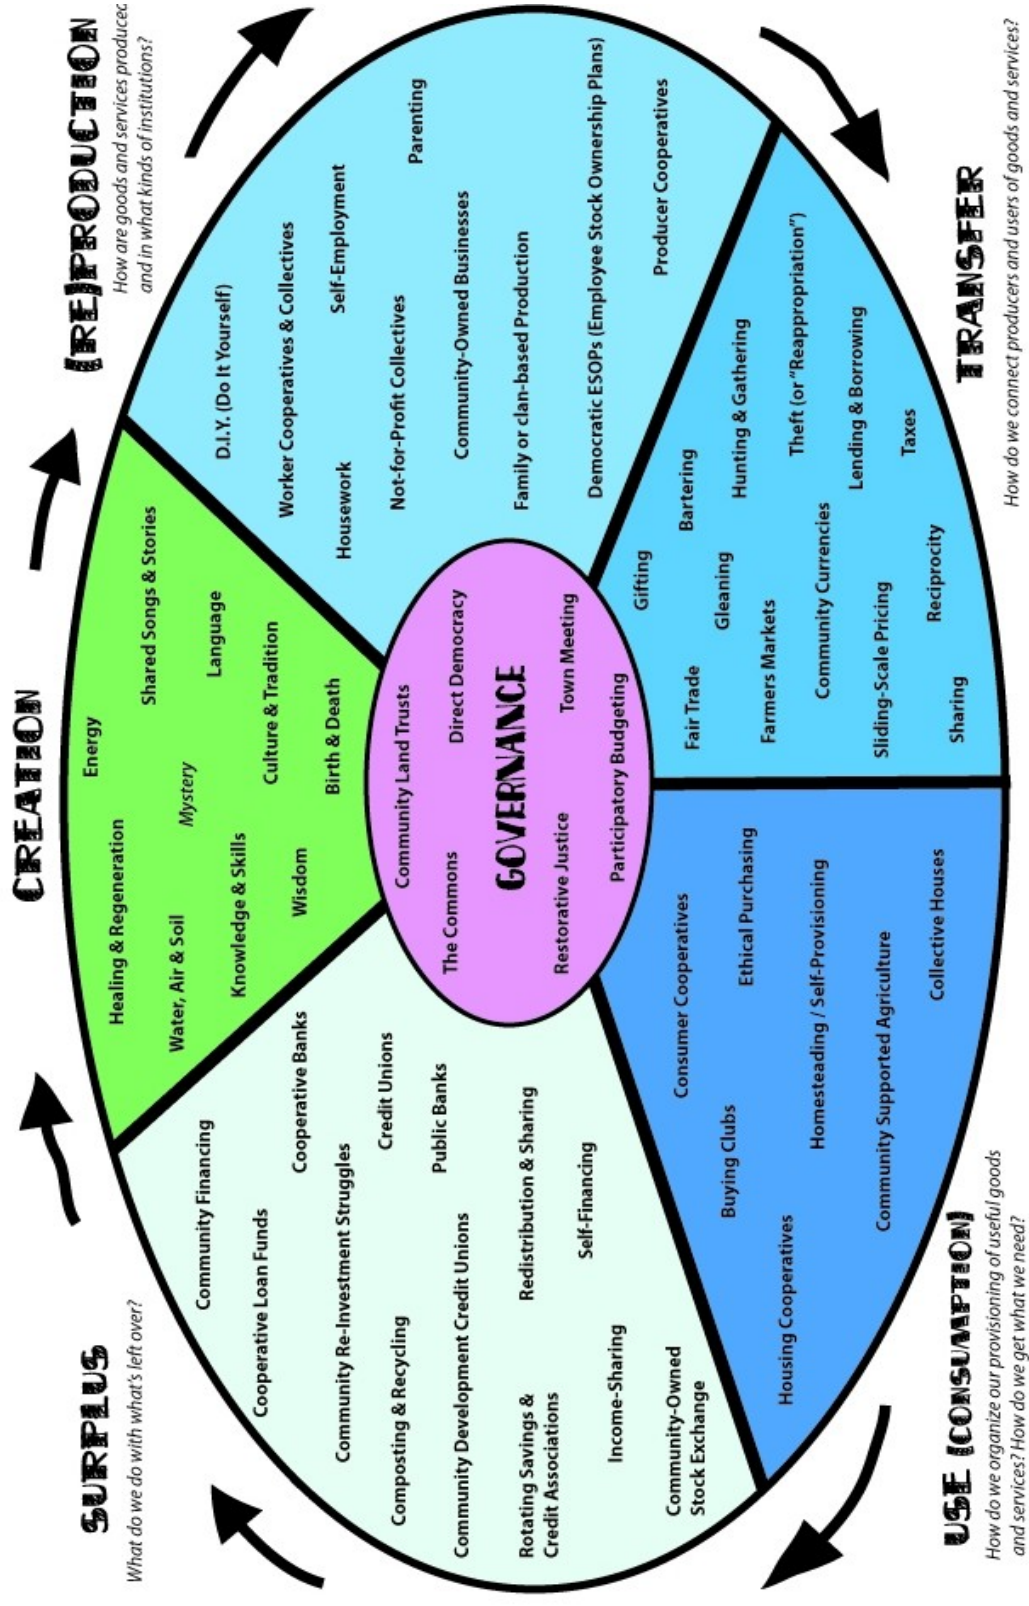 CREATION
SURPLUS
What do we do with what's left over?
(RE)PRODUCTION
How are goods and services produced
and in what kinds of institutions?
Energy
Healing & Regeneration
Shared Songs & Stories
Mystery
Water, Air & Soil
Language
Knowledge & Skills
Culture & Tradition
Wisdom
Birth & Death
D.I.Y. (Do It Yourself)
Worker Cooperatives & Collectives
Housework
Self-Employment
Not-for-Profit Collectives
Parenting
Community-Owned Businesses
Family or clan-based Production
Democratic ESOPs (Employee Stock Ownership Plans)
Producer Cooperatives
Community Financing
Cooperative Loan Funds
Cooperative Banks
Community Re-Investment Struggles
Credit Unions
Composting & Recycling
Public Banks
Community Development Credit Unions
Rotating Savings &
Credit Associations
Redistribution & Sharing
Self-Financing
Income-Sharing
Community-Owned
Stock Exchange
Community Land Trusts
The Commons
Direct Democracy
GOVERNANCE
Restorative Justice
Town Meeting
Participatory Budgeting
Gifting
Bartering
Fair Trade
Gleaning
Hunting & Gathering
Farmers Markets
Theft (or "Reappropriation")
Community Currencies
Lending & Borrowing
Sliding-Scale Pricing
Taxes
Reciprocity
Sharing
Consumer Cooperatives
Buying Clubs
Ethical Purchasing
Housing Cooperatives
Homesteading / Self-Provisioning
Community Supported Agriculture
Collective Houses
USE (CONSUMPTION)
How do we organize our provisioning of useful goods
and services? How do we get what we need?
TRANSFER
How do we connect producers and users of goods and services?